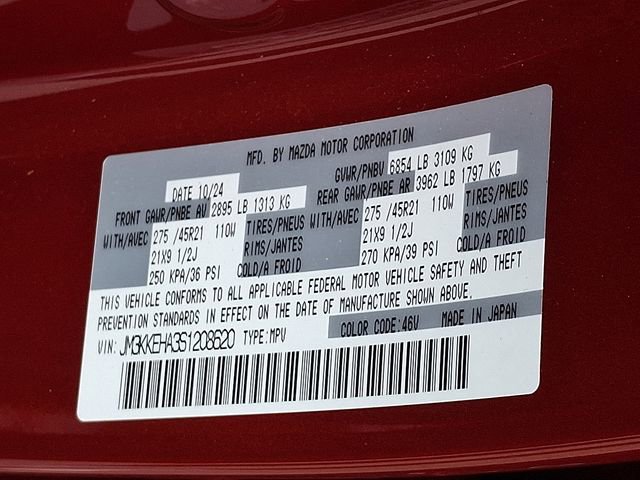 MFD. BY MAZDA MOTOR CORPORATION
DATE 10/24 GVWR/PNBV 6854 LB 3109 KG
FRONT GAWR/PNBE AV 2895 LB 1313 KG REAR GAWR/PNBE AR 3962 LB 1797 KG
WITH/AVEC 275 /45R21 110W TIRES/PNEUS WITH/AVEC 275 /45R21 110W TIRES/PNEUS
21X9 1/2J RIMS/JANTES 21X9 1/2J RIMS/JANTES
250 KPA/36 PSI COLD/A FROID 270 KPA/39 PSI COLD/A FROID
THIS VEHICLE CONFORMS TO ALL APPLICABLE FEDERAL MOTOR VEHICLE SAFETY AND THEFT
PREVENTION STANDARDS IN EFFECT ON THE DATE OF MANUFACTURE SHOWN ABOVE.
VIN: JM3KKEHA3S1208520 TYPE:MPV COLOR CODE:46V MADE IN JAPAN